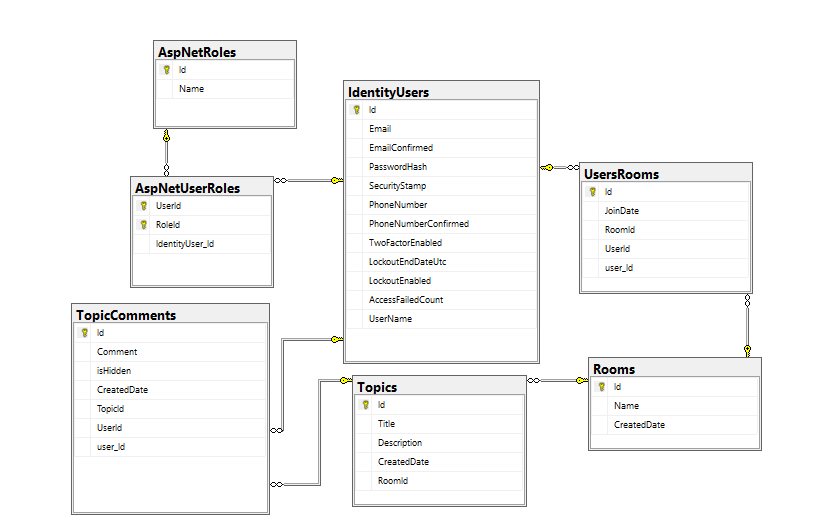 AspNetRoles
Id
Name
IdentityUsers
Id
Email
EmailConfirmed
PasswordHash
SecurityStamp
PhoneNumber
PhoneNumberConfirmed
TwoFactorEnabled
LockoutEndDateUtc
LockoutEnabled
AccessFailedCount
UserName
UsersRooms
Id
JoinDate
RoomId
UserId
user_Id
AspNetUserRoles
UserId
RoleId
IdentityUser_Id
TopicComments
Id
Comment
isHidden
CreatedDate
TopicId
UserId
user_Id
Topics
Id
Title
Description
CreatedDate
RoomId
Rooms
Id
Name
CreatedDate